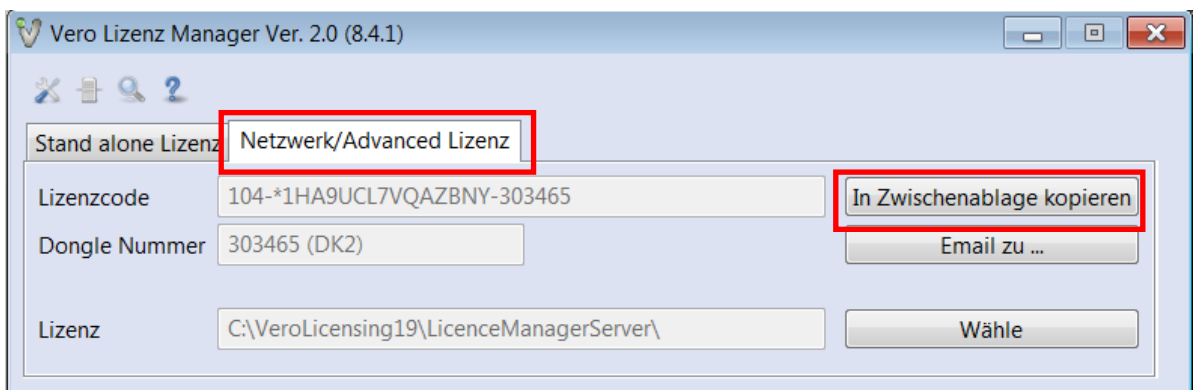 Vero Lizenz Manager Ver. 2.0 (8.4.1)
Stand alone Lizenz Netzwerk/Advanced Lizenz
Lizenzcode 104-*1HA9UCL7VQAZBNY-303465 In Zwischenablage kopieren
Dongle Nummer 303465 (DK2) Email zu ...
Lizenz C:\VeroLicensing19\LicenceManagerServer\ Wähle